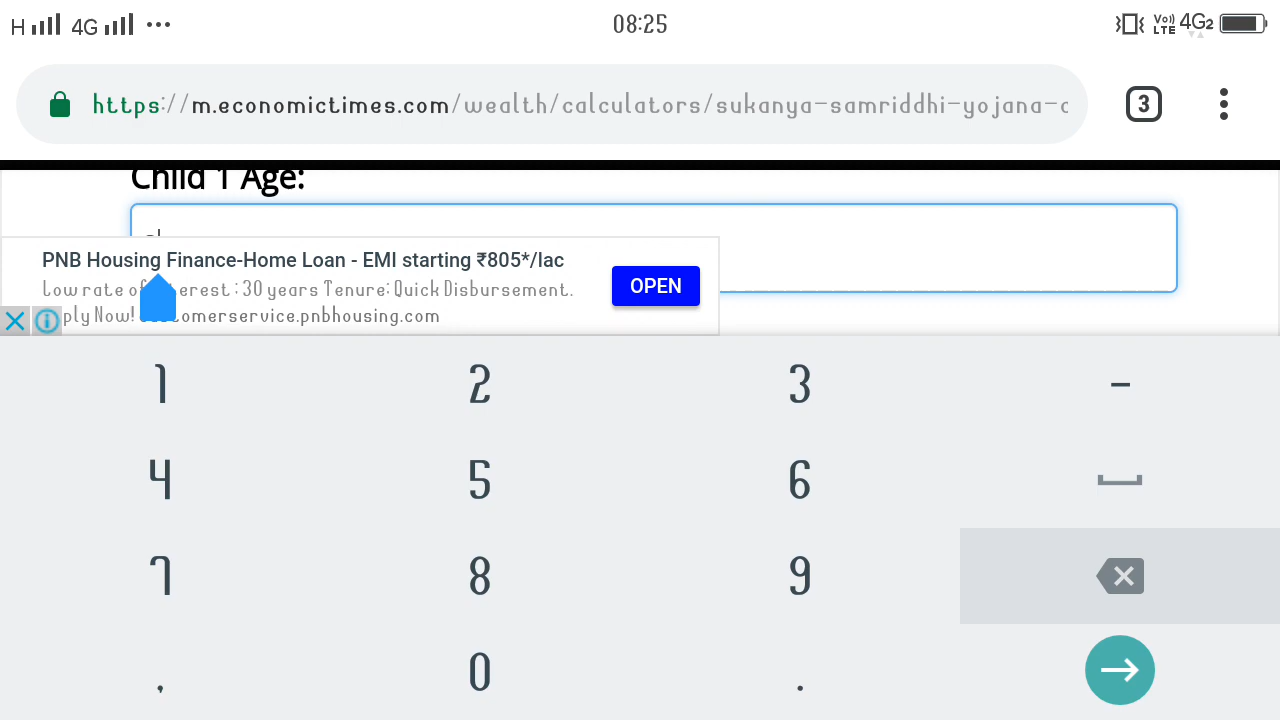 H 4G ••• 08:25 Vo)) LTE 4G2
https://m.economictimes.com/wealth/calculators/sukanya-samriddhi-yojana-c 3
Child 1 Age:
PNB Housing Finance-Home Loan - EMI starting ₹805*/lac
Low rate of erest : 30 years Tenure: Quick Disbursement.
ply Now! customerservice.pnbhousing.com
OPEN
1 2 3 -
4 5 6
7 8 9
, 0 .